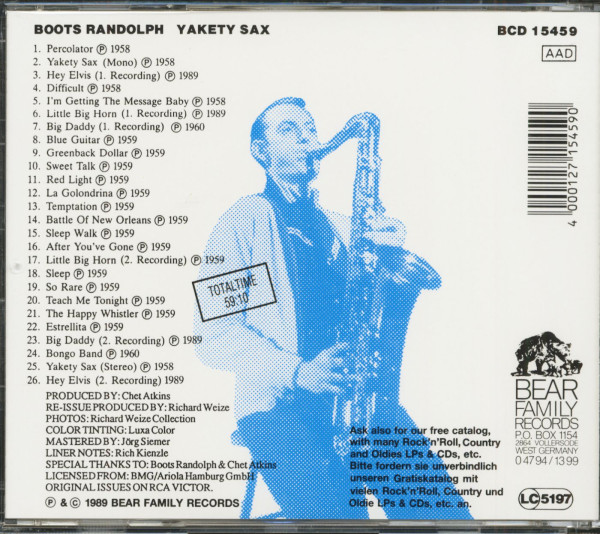 BOOTS RANDOLPH YAKETY SAX
BCD 15459
AAD
1. Percolator ℗ 1958
2. Yakety Sax (Mono) ℗ 1958
3. Hey Elvis (1. Recording) ℗ 1989
4. Difficult ℗ 1958
5. I'm Getting The Message Baby ℗ 1958
6. Little Big Horn (1. Recording) ℗ 1989
7. Big Daddy (1. Recording) ℗ 1960
8. Blue Guitar ℗ 1959
9. Greenback Dollar ℗ 1959
10. Sweet Talk ℗ 1959
11. Red Light ℗ 1959
12. La Golondrina ℗ 1959
13. Temptation ℗ 1959
14. Battle Of New Orleans ℗ 1959
15. Sleep Walk ℗ 1959
16. After You've Gone ℗ 1959
17. Little Big Horn (2. Recording) ℗ 1959
18. Sleep ℗ 1959
19. So Rare ℗ 1959
20. Teach Me Tonight ℗ 1959
21. The Happy Whistler ℗ 1959
22. Estrellita ℗ 1959
23. Big Daddy (2. Recording) ℗ 1989
24. Bongo Band ℗ 1960
25. Yakety Sax (Stereo) ℗ 1958
26. Hey Elvis (2. Recording) 1989
PRODUCED BY: Chet Atkins
RE-ISSUE PRODUCED BY: Richard Weize
PHOTOS: Richard Weize Collection
COLOR TINTING: Luxa Color
MASTERED BY: Jörg Siemer
LINER NOTES: Rich Kienzle
SPECIAL THANKS TO: Boots Randolph & Chet Atkins
LICENSED FROM: BMG/Ariola Hamburg GmbH
ORIGINAL ISSUES ON RCA VICTOR.
℗ & © 1989 BEAR FAMILY RECORDS
TOTALTIME
59:10
4 000127 154590
Ask also for our free catalog,
with many Rock'n'Roll, Country
and Oldies LPs & CDs, etc.
Bitte fordern sie unverbindlich
unseren Gratiskatalog mit
vielen Rock'n'Roll, Country und
Oldie LPs & CDs, etc. an.
BEAR
FAMILY
RECORDS
P.O. BOX 1154
2864 VOLLERSODE
WEST GERMANY
0 47 94 / 13 99
LC 5197